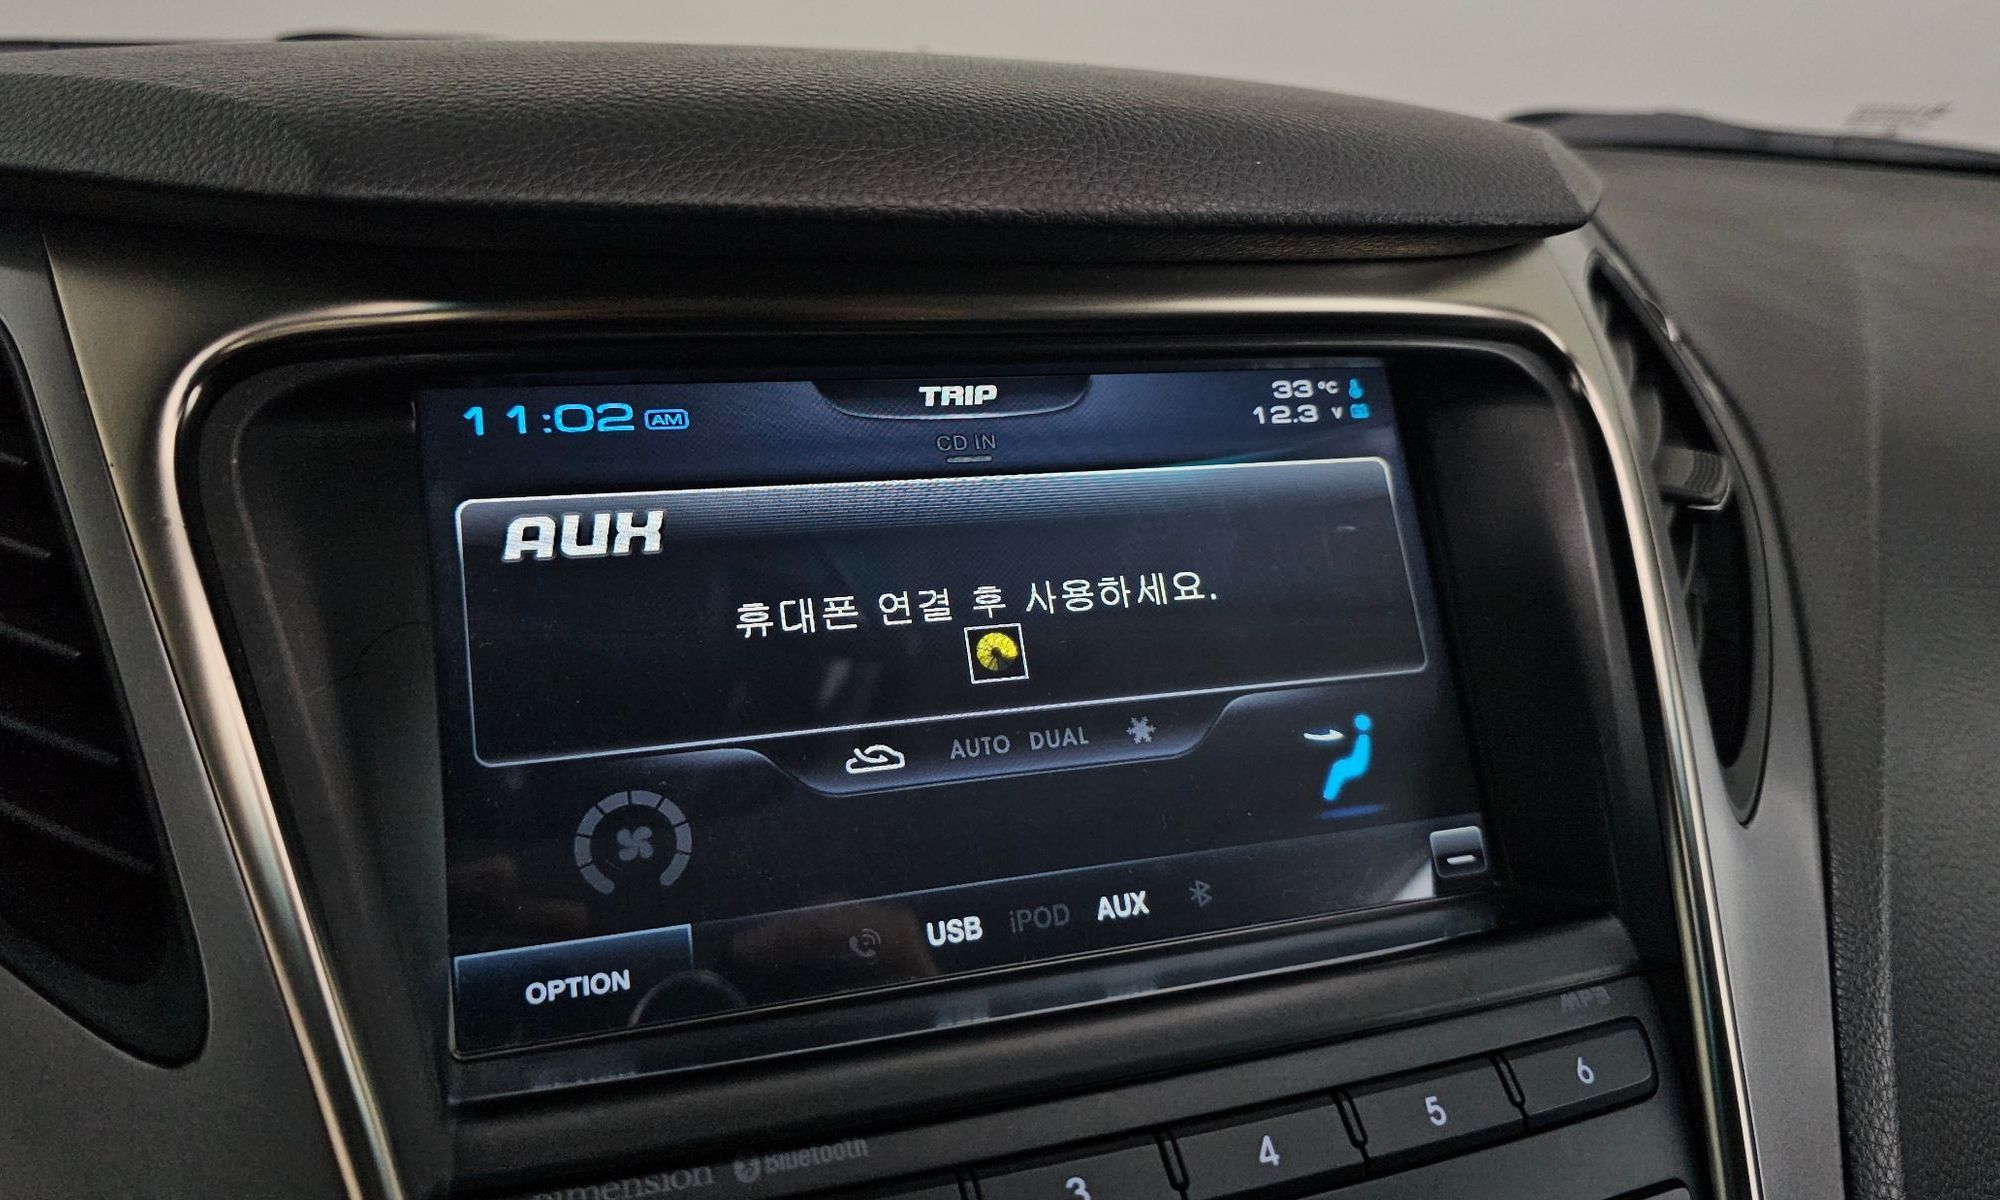 TRIP
11:02 AM
33 ℃
12.3 v
CD IN
AUX
휴대폰 연결 후 사용하세요.
AUTO DUAL
USB iPOD AUX
OPTION
MP3
6
5
4
3
Dimension Bluetooth